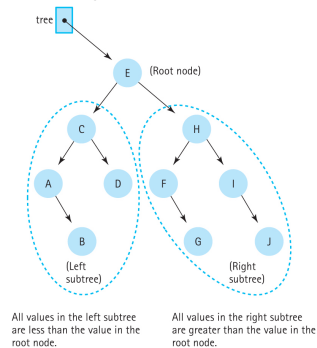 tree
E
(Root node)
C
H
A
D
F
I
B
G
J
(Left
subtree)
(Right
subtree)
All values in the left subtree
are less than the value in the
root node.
All values in the right subtree
are greater than the value in the
root node.